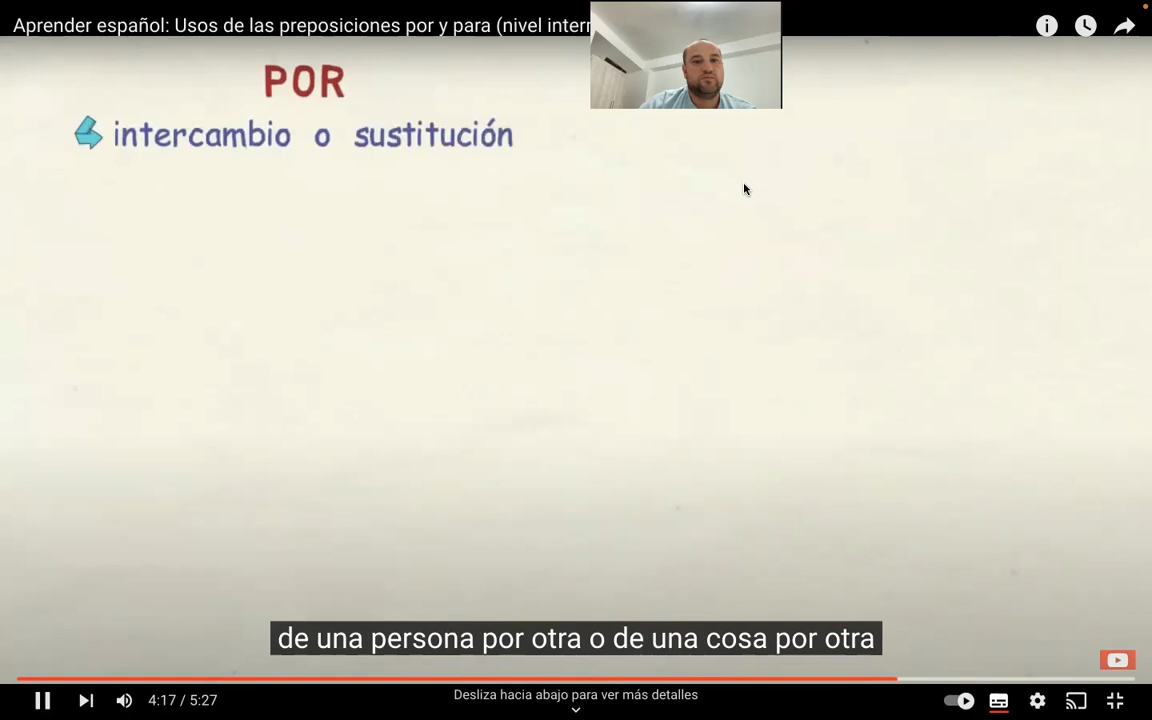 Aprender español: Usos de las preposiciones por y para (nivel
POR
intercambio o sustitución
de una persona por otra o de una cosa por otra
4:17 / 5:27
Desliza hacia abajo para ver más detalles